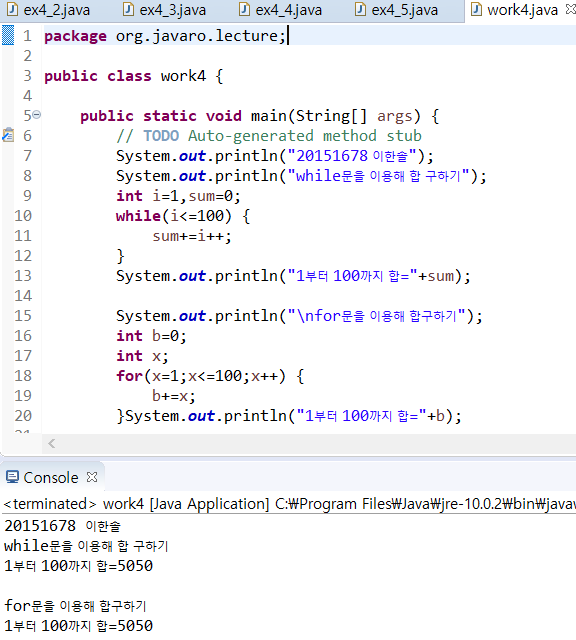 ex4_2.java ex4_3.java ex4_4.java ex4_5.java work4.java
1 package org.javaro.lecture;
2
3 public class work4 {
4
5 public static void main(String[] args) {
6 // TODO Auto-generated method stub
7 System.out.println("20151678 이한솔");
8 System.out.println("while문을 이용해 합 구하기");
9 int i=1,sum=0;
10 while(i<=100) {
11 sum+=i++;
12 }
13 System.out.println("1부터 100까지 합="+sum);
14
15 System.out.println("\nfor문을 이용해 합구하기");
16 int b=0;
17 int x;
18 for(x=1;x<=100;x++) {
19 b+=x;
20 }System.out.println("1부터 100까지 합="+b);
Console
<terminated> work4 [Java Application] C:₩Program Files₩Java₩jre-10.0.2₩bin₩javaw
20151678 이한솔
while문을 이용해 합 구하기
1부터 100까지 합=5050
for문을 이용해 합구하기
1부터 100까지 합=5050